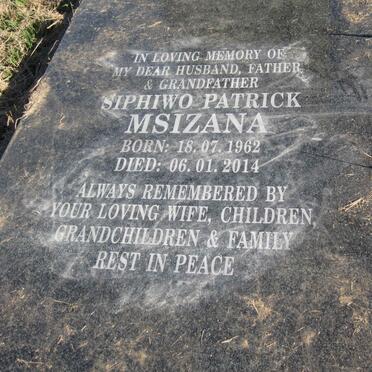 IN LOVING MEMORY OF
MY DEAR HUSBAND, FATHER
& GRANDFATHER
SIPHIWO PATRICK
MSIZANA
BORN: 18.07.1962
DIED: 06.01.2014
ALWAYS REMEMBERED BY
YOUR LOVING WIFE, CHILDREN,
GRANDCHILDREN & FAMILY
REST IN PEACE